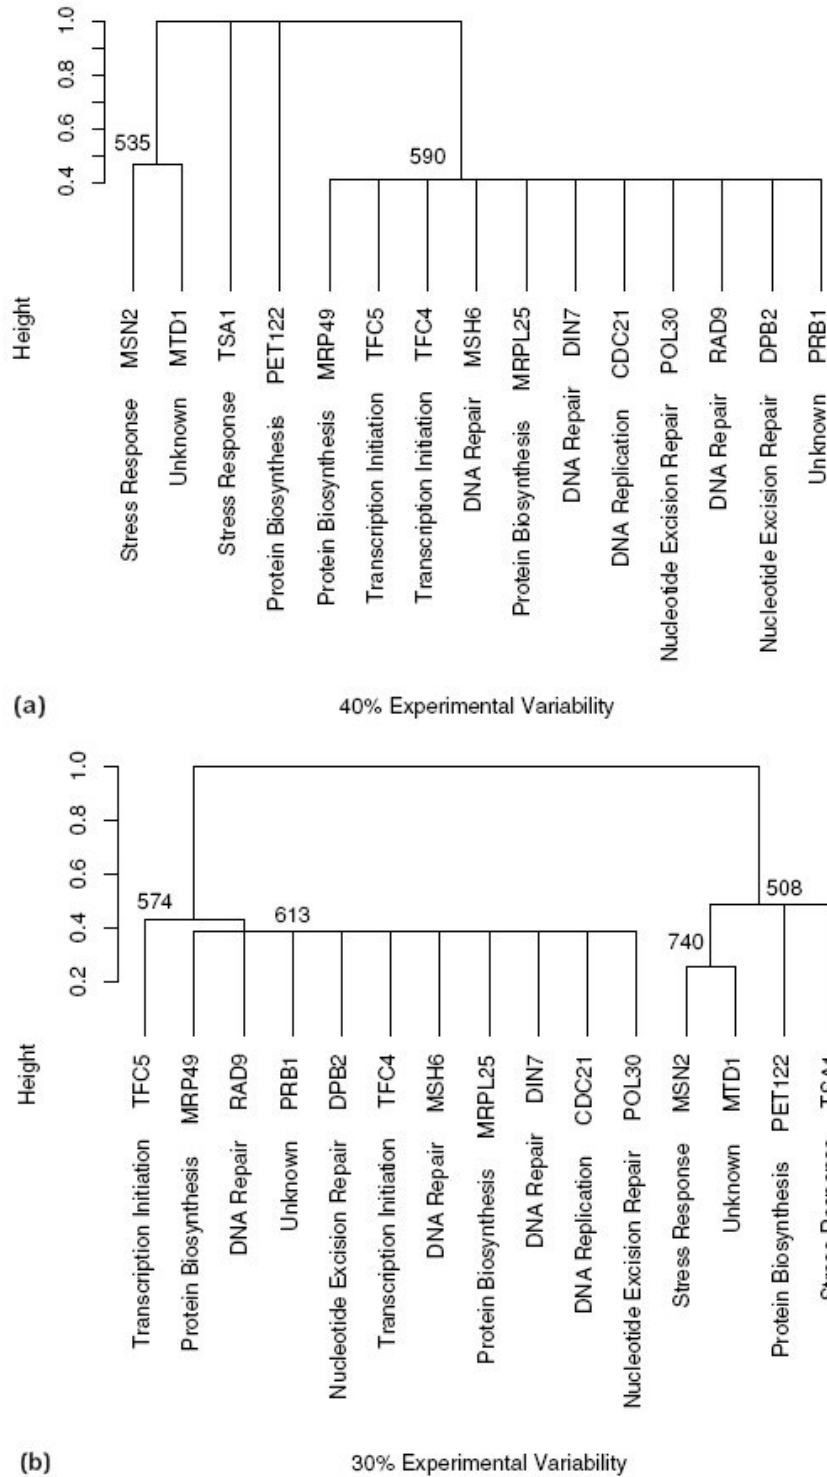 1.0
0.8
0.6
0.4
535
590
Height
MSN2
MTD1
TSA1
PET122
MRP49
TFC5
TFC4
MSH6
MRPL25
DIN7
CDC21
POL30
RAD9
DPB2
PRB1
Stress Response
Unknown
Stress Response
Protein Biosynthesis
Protein Biosynthesis
Transcription Initiation
Transcription Initiation
DNA Repair
Protein Biosynthesis
DNA Repair
DNA Replication
Nucleotide Excision Repair
DNA Repair
Nucleotide Excision Repair
Unknown
(a)
40% Experimental Variability
1.0
0.8
0.6
0.4
0.2
574
613
508
740
Height
TFC5
MRP49
RAD9
PRB1
DPB2
TFC4
MSH6
MRPL25
DIN7
CDC21
POL30
MSN2
MTD1
PET122
TSA1
Transcription Initiation
Protein Biosynthesis
DNA Repair
Unknown
Nucleotide Excision Repair
Transcription Initiation
DNA Repair
Protein Biosynthesis
DNA Repair
DNA Replication
Nucleotide Excision Repair
Stress Response
Unknown
Protein Biosynthesis
Stress Response
(b)
30% Experimental Variability